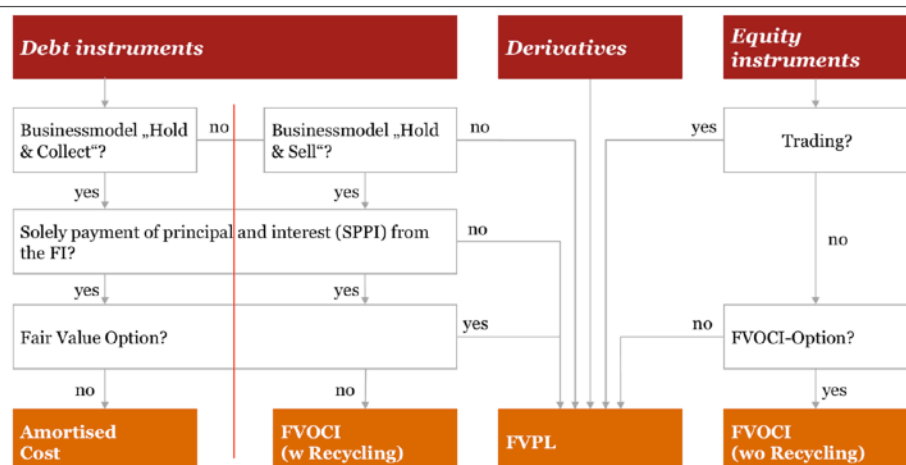 Debt instruments
Derivatives
Equity
instruments
Businessmodel „Hold
& Collect“?
no
Businessmodel „Hold
& Sell“?
no
yes
Trading?
yes
yes
Solely payment of principal and interest (SPPI) from
the FI?
no
no
yes
yes
Fair Value Option?
yes
no
FVOCI-Option?
no
no
yes
Amortised
Cost
FVOCI
(w Recycling)
FVPL
FVOCI
(wo Recycling)